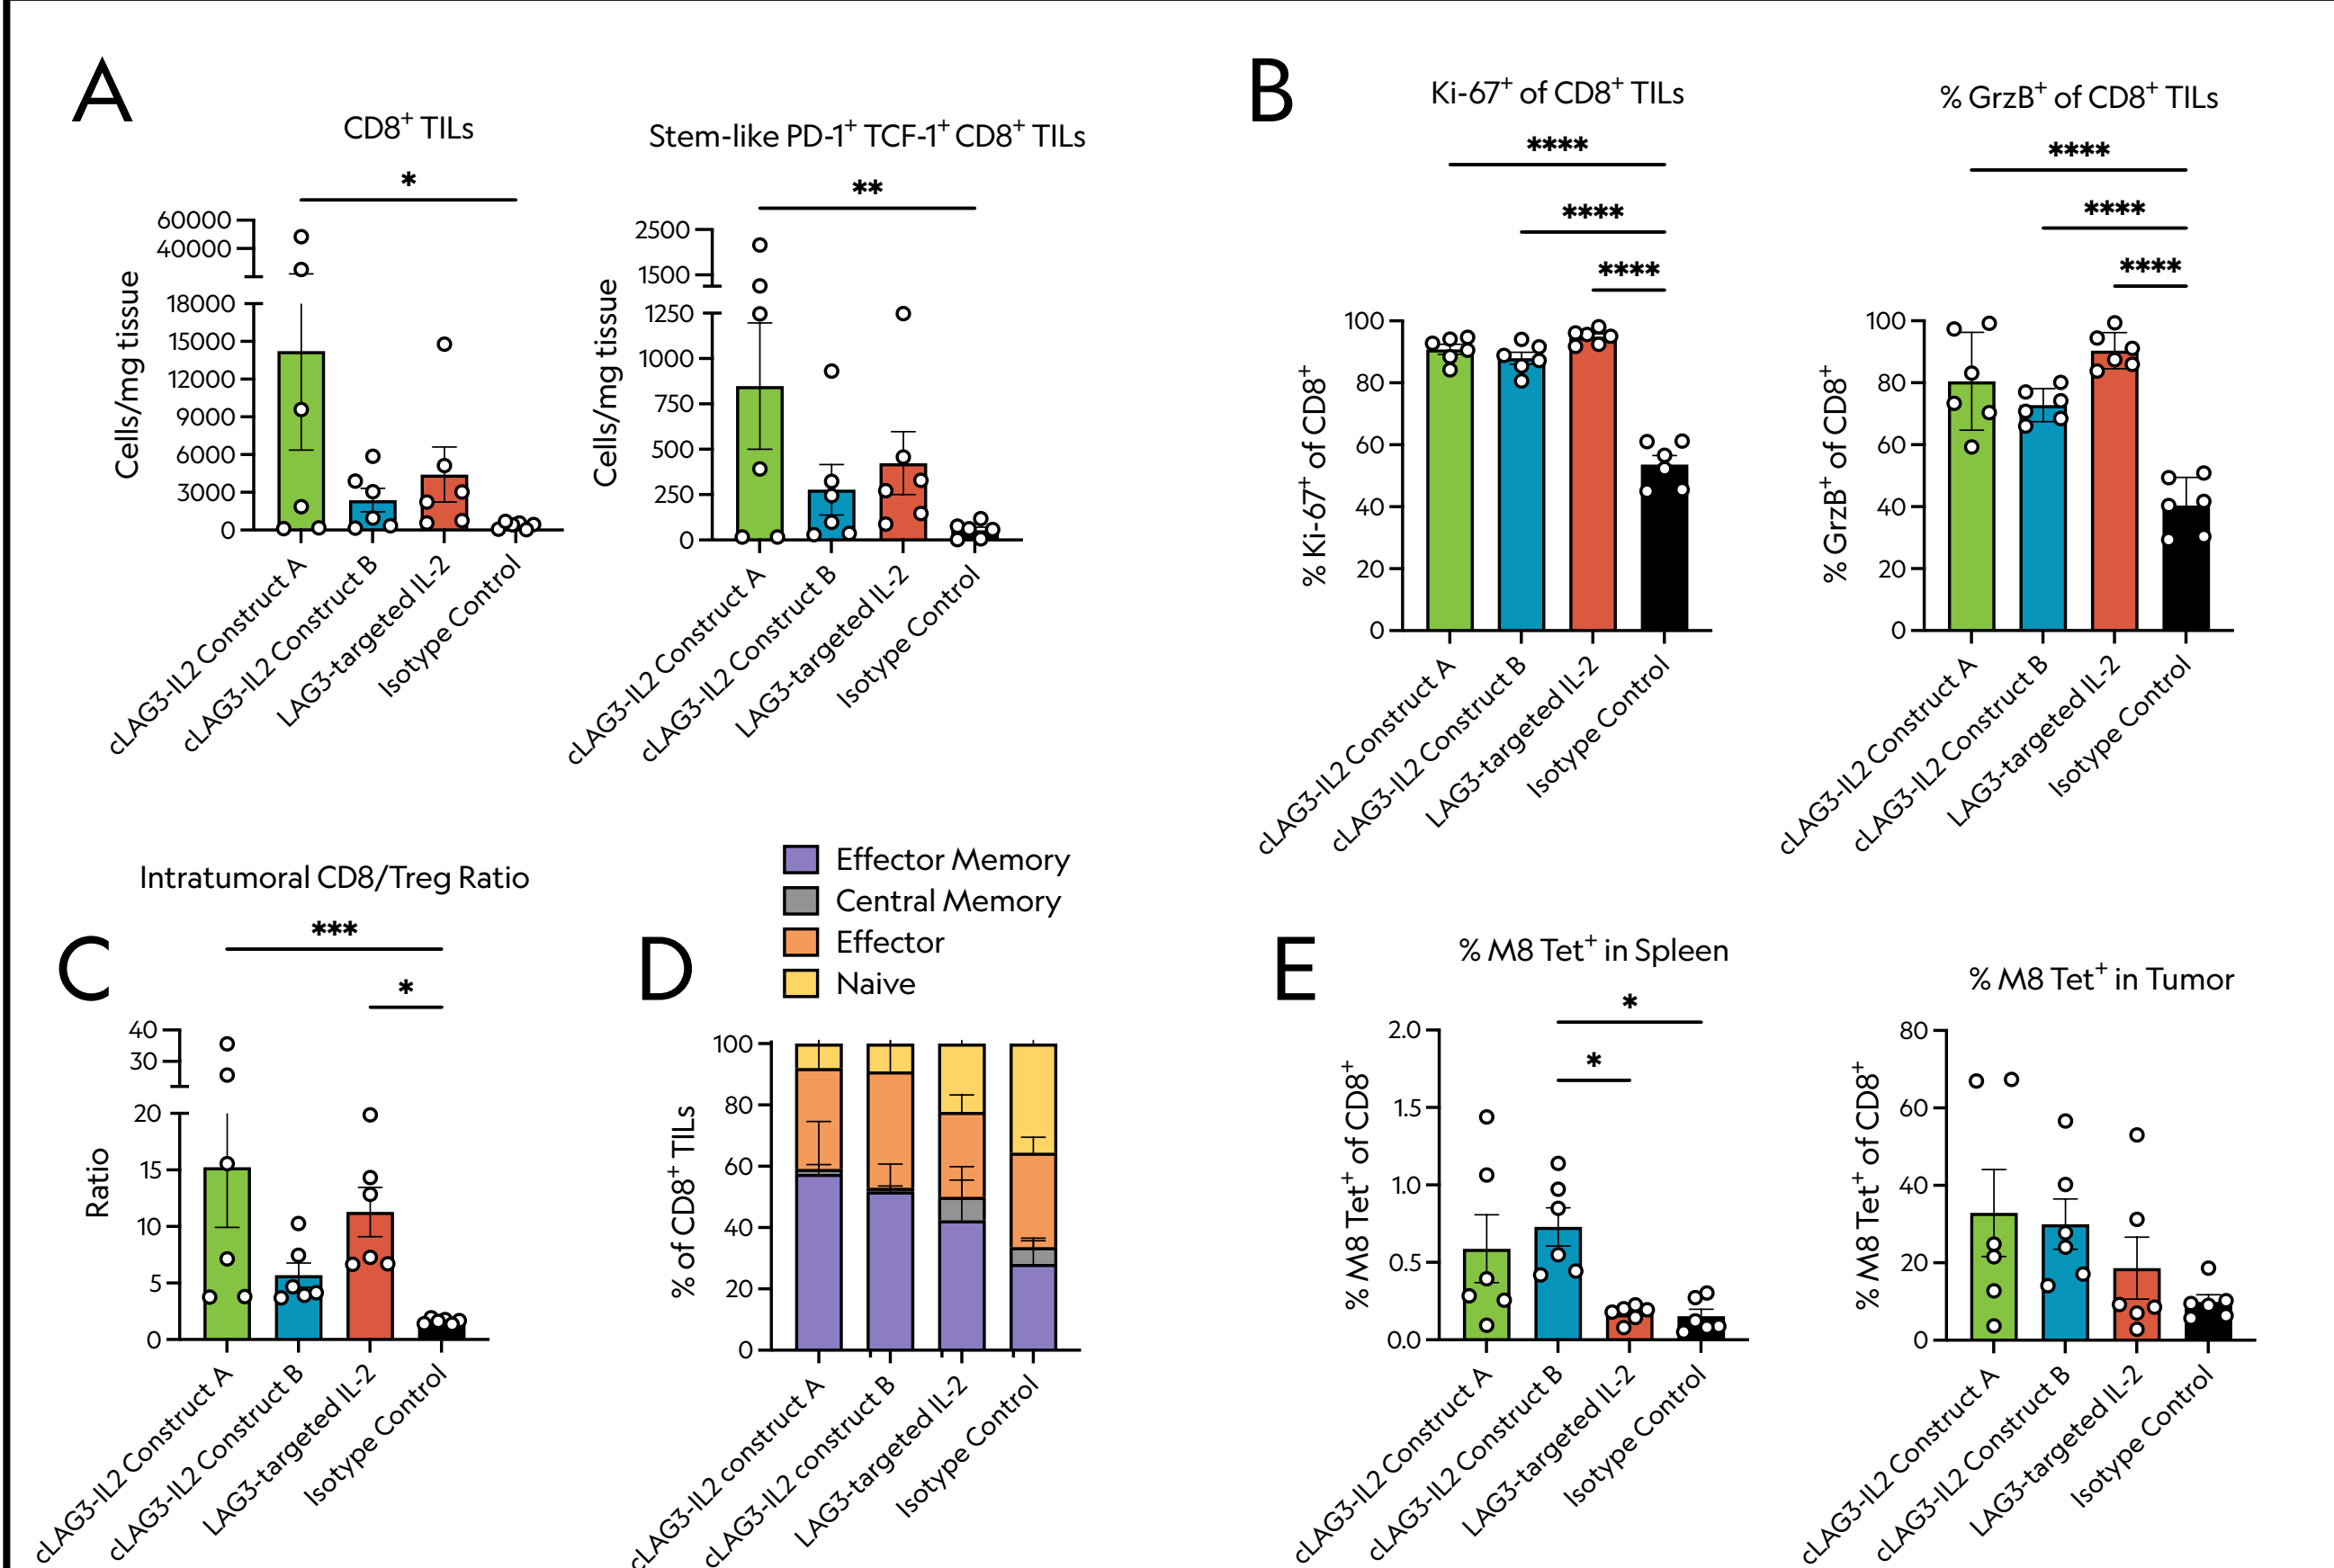 A
CD8+ TILs
*
Cells/mg tissue
60000
40000
18000
15000
12000
9000
6000
3000
0
cLAG3-IL2 Construct A
cLAG3-IL2 Construct B
LAG3-targeted IL-2
Isotype Control
Stem-like PD-1+ TCF-1+ CD8+ TILs
**
Cells/mg tissue
2500
1500
1250
1000
750
500
250
0
cLAG3-IL2 Construct A
cLAG3-IL2 Construct B
LAG3-targeted IL-2
Isotype Control
B
Ki-67+ of CD8+ TILs
****
****
****
% Ki-67+ of CD8+
100
80
60
40
20
0
cLAG3-IL2 Construct A
cLAG3-IL2 Construct B
LAG3-targeted IL-2
Isotype Control
% GrzB+ of CD8+ TILs
****
****
****
% GrzB+ of CD8+
100
80
60
40
20
0
cLAG3-IL2 Construct A
cLAG3-IL2 Construct B
LAG3-targeted IL-2
Isotype Control
C
Intratumoral CD8/Treg Ratio
***
*
Ratio
40
30
20
15
10
5
0
cLAG3-IL2 Construct A
cLAG3-IL2 Construct B
LAG3-targeted IL-2
Isotype Control
D
Effector Memory
Central Memory
Effector
Naive
% of CD8+ TILs
100
80
60
40
20
0
cLAG3-IL2 construct A
cLAG3-IL2 construct B
LAG3-targeted IL-2
Isotype Control
E
% M8 Tet+ in Spleen
*
*
% M8 Tet+ of CD8+
2.0
1.5
1.0
0.5
0.0
cLAG3-IL2 Construct A
cLAG3-IL2 Construct B
LAG3-targeted IL-2
Isotype Control
% M8 Tet+ in Tumor
% M8 Tet+ of CD8+
80
60
40
20
0
cLAG3-IL2 Construct A
cLAG3-IL2 Construct B
LAG3-targeted IL-2
Isotype Control